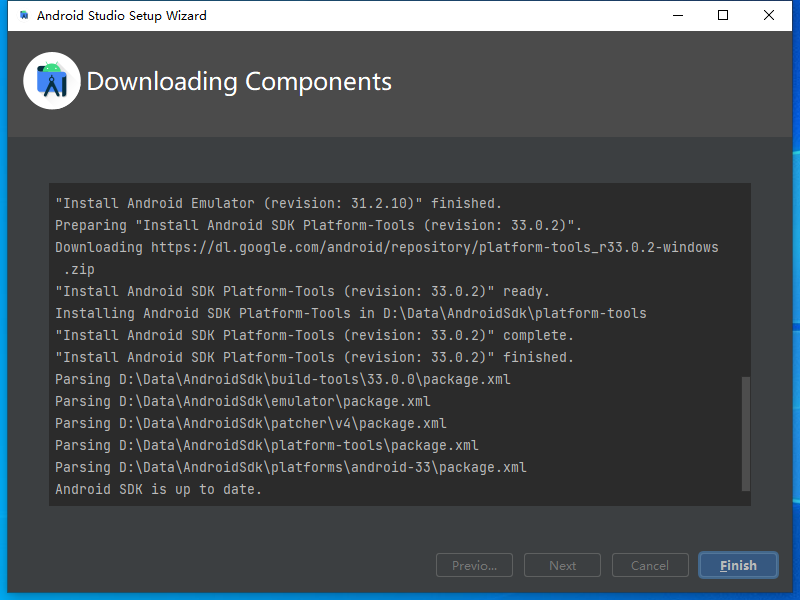 Android Studio Setup Wizard
Downloading Components
"Install Android Emulator (revision: 31.2.10)" finished.
Preparing "Install Android SDK Platform-Tools (revision: 33.0.2)".
Downloading https://dl.google.com/android/repository/platform-tools_r33.0.2-windows
.zip
"Install Android SDK Platform-Tools (revision: 33.0.2)" ready.
Installing Android SDK Platform-Tools in D:\Data\AndroidSdk\platform-tools
"Install Android SDK Platform-Tools (revision: 33.0.2)" complete.
"Install Android SDK Platform-Tools (revision: 33.0.2)" finished.
Parsing D:\Data\AndroidSdk\build-tools\33.0.0\package.xml
Parsing D:\Data\AndroidSdk\emulator\package.xml
Parsing D:\Data\AndroidSdk\patcher\v4\package.xml
Parsing D:\Data\AndroidSdk\platform-tools\package.xml
Parsing D:\Data\AndroidSdk\platforms\android-33\package.xml
Android SDK is up to date.
Previo... Next Cancel Finish